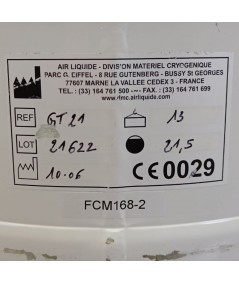 AIR LIQUIDE - DIVISION MATERIEL CRYOGENIQUE
PARC G. EIFFEL - 8 RUE GUTENBERG - BUSSY St GEORGES
77607 MARNE LA VALLEE CEDEX 3 - FRANCE
TEL. : (33) 164 761 500 --- FAX : (33) 164 761 699
www.rtmc.airliquide.com
REF GT 21 13
LOT 21622 21,5
10-06 CE 0029
FCM168-2